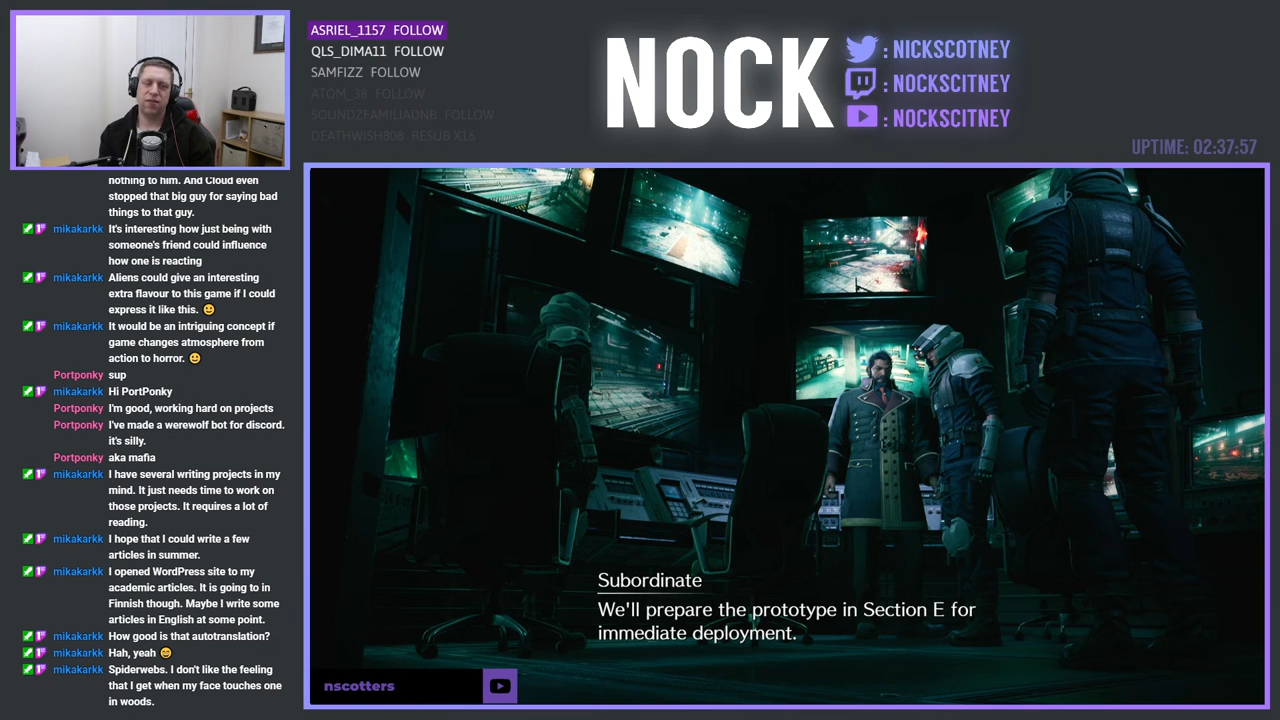 ASRIEL_1157 FOLLOW
QLS_DIMA11 FOLLOW
SAMFIZZ FOLLOW
ATOM_38 FOLLOW
SOUNDZFAMILIADNB FOLLOW
DEATHWISH808 RESUB X16
NOCK
: NICKSCOTNEY
: NOCKSCITNEY
: NOCKSCITNEY
UPTIME: 02:37:57
nothing to him. And Cloud even
stopped that big guy for saying bad
things to that guy.
mikakarkk It's interesting how just being with
someone's friend could influence
how one is reacting
mikakarkk Aliens could give an interesting
extra flavour to this game if I could
express it like this.
mikakarkk It would be an intriguing concept if
game changes atmosphere from
action to horror.
Portponky sup
mikakarkk Hi PortPonky
Portponky I'm good, working hard on projects
Portponky I've made a werewolf bot for discord.
it's silly.
Portponky aka mafia
mikakarkk I have several writing projects in my
mind. It just needs time to work on
those projects. It requires a lot of
reading.
mikakarkk I hope that I could write a few
articles in summer.
mikakarkk I opened WordPress site to my
academic articles. It is going to in
Finnish though. Maybe I write some
articles in English at some point.
mikakarkk How good is that autotranslation?
mikakarkk Hah, yeah
mikakarkk Spiderwebs. I don't like the feeling
that I get when my face touches one
in woods.
Subordinate
We'll prepare the prototype in Section E for
immediate deployment.
nscotters